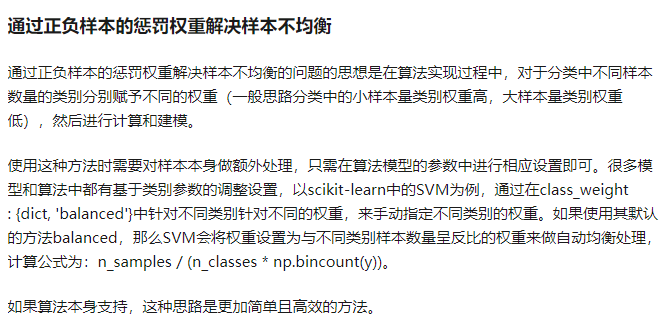 通过正负样本的惩罚权重解决样本不均衡
通过正负样本的惩罚权重解决样本不均衡的问题的思想是在算法实现过程中，对于分类中不同样本
数量的类别分别赋予不同的权重（一般思路分类中的小样本量类别权重高，大样本量类别权重
低），然后进行计算和建模。
使用这种方法时需要对样本本身做额外处理，只需在算法模型的参数中进行相应设置即可。很多模
型和算法中都有基于类别参数的调整设置，以scikit-learn中的SVM为例，通过在class_weight
: {dict, 'balanced'}中针对不同类别针对不同的权重，来手动指定不同类别的权重。如果使用其默认
的方法balanced，那么SVM会将权重设置为与不同类别样本数量呈反比的权重来做自动均衡处理，
计算公式为：n_samples / (n_classes * np.bincount(y))。
如果算法本身支持，这种思路是更加简单且高效的方法。